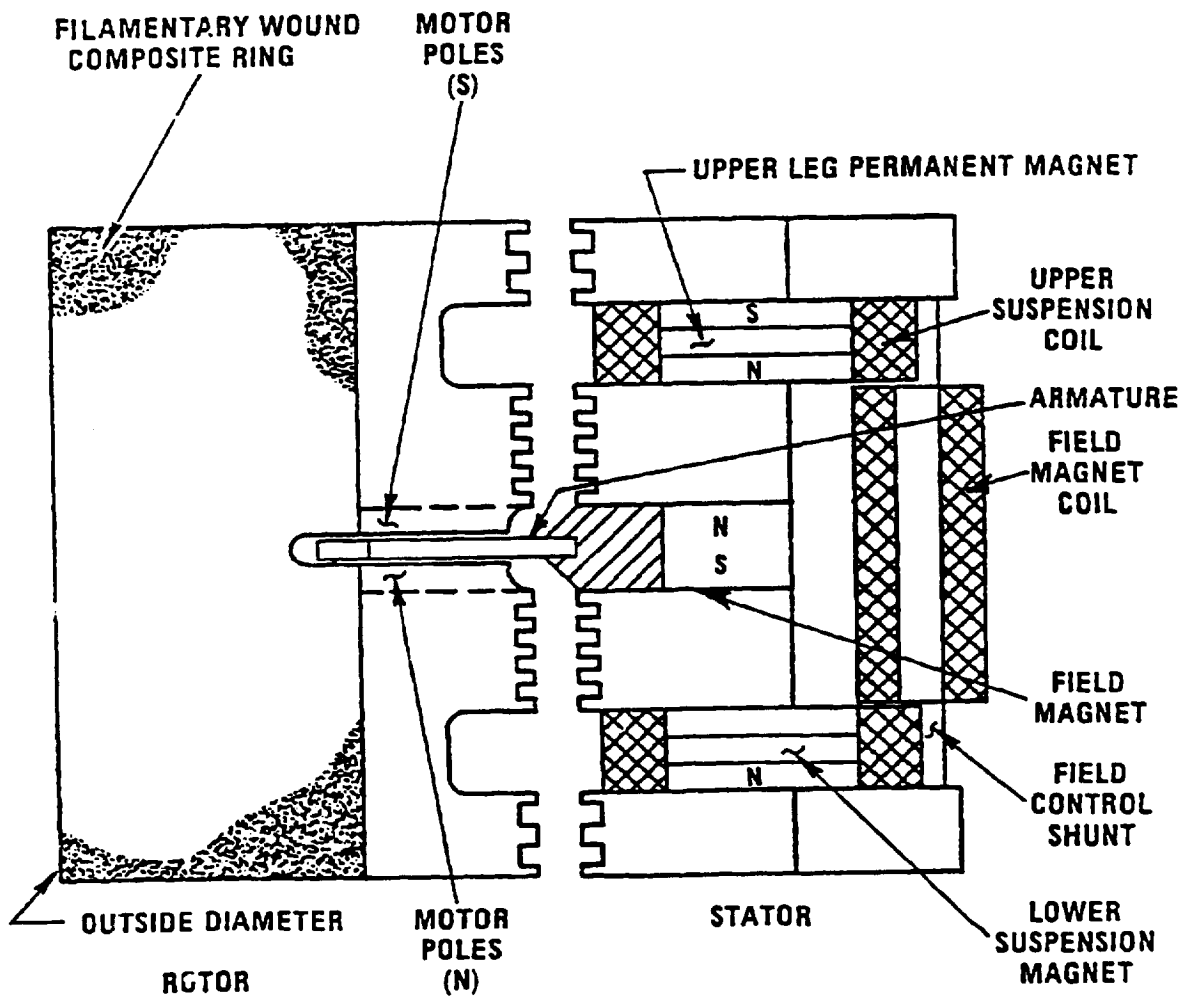 FILAMENTARY WOUND
COMPOSITE RING
MOTOR
POLES
(S)
UPPER LEG PERMANENT MAGNET
UPPER
SUSPENSION
COIL
S
N
ARMATURE
FIELD
MAGNET
COIL
N
S
FIELD
MAGNET
N
FIELD
CONTROL
SHUNT
OUTSIDE DIAMETER
MOTOR
POLES
(N)
STATOR
LOWER
SUSPENSION
MAGNET
ROTOR